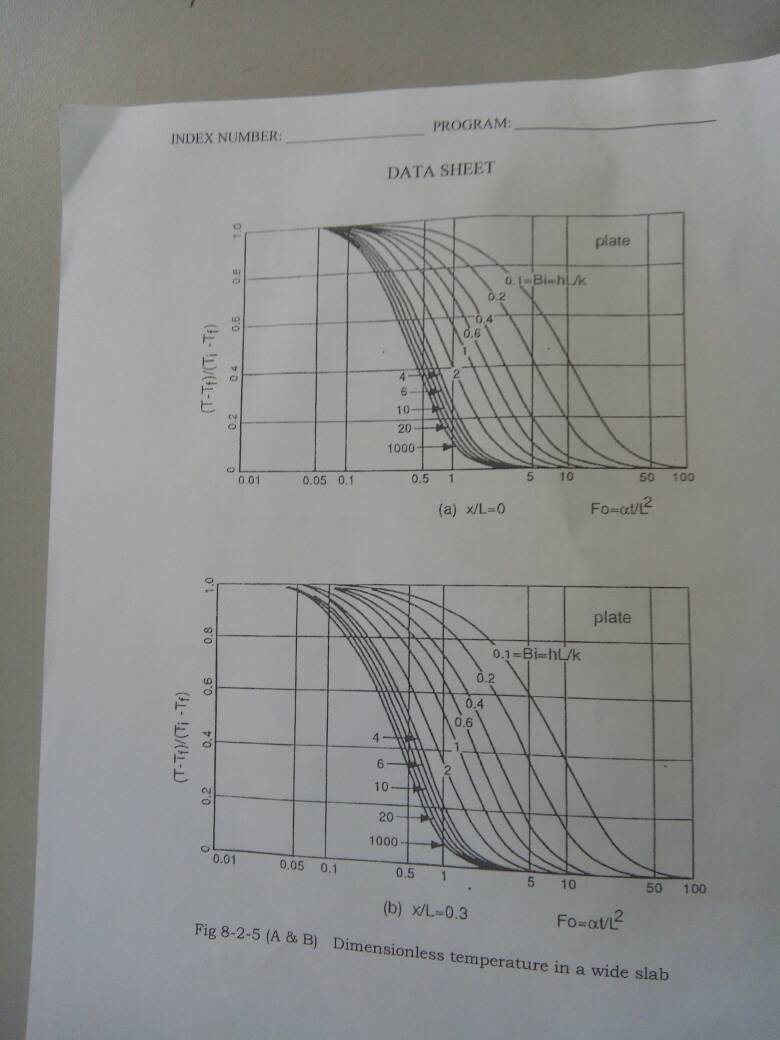 INDEX NUMBER: ____________ PROGRAM: ____________
DATA SHEET
(T-Tf)/(Ti -Tf)
1.0
0.8
0.6
0.4
0.2
0
plate
0.1=Bi=hL/k
0.2
0.4
0.6
1
2
4
6
10
20
1000
0.01 0.05 0.1 0.5 1 5 10 50 100
(a) x/L=0 Fo=αt/L²
(T-Tf)/(Ti -Tf)
1.0
0.8
0.6
0.4
0.2
0
plate
0.1=Bi=hL/k
0.2
0.4
0.6
1
2
4
6
10
20
1000
0.01 0.05 0.1 0.5 1 5 10 50 100
(b) x/L=0.3 Fo=αt/L²
Fig 8-2-5 (A & B) Dimensionless temperature in a wide slab